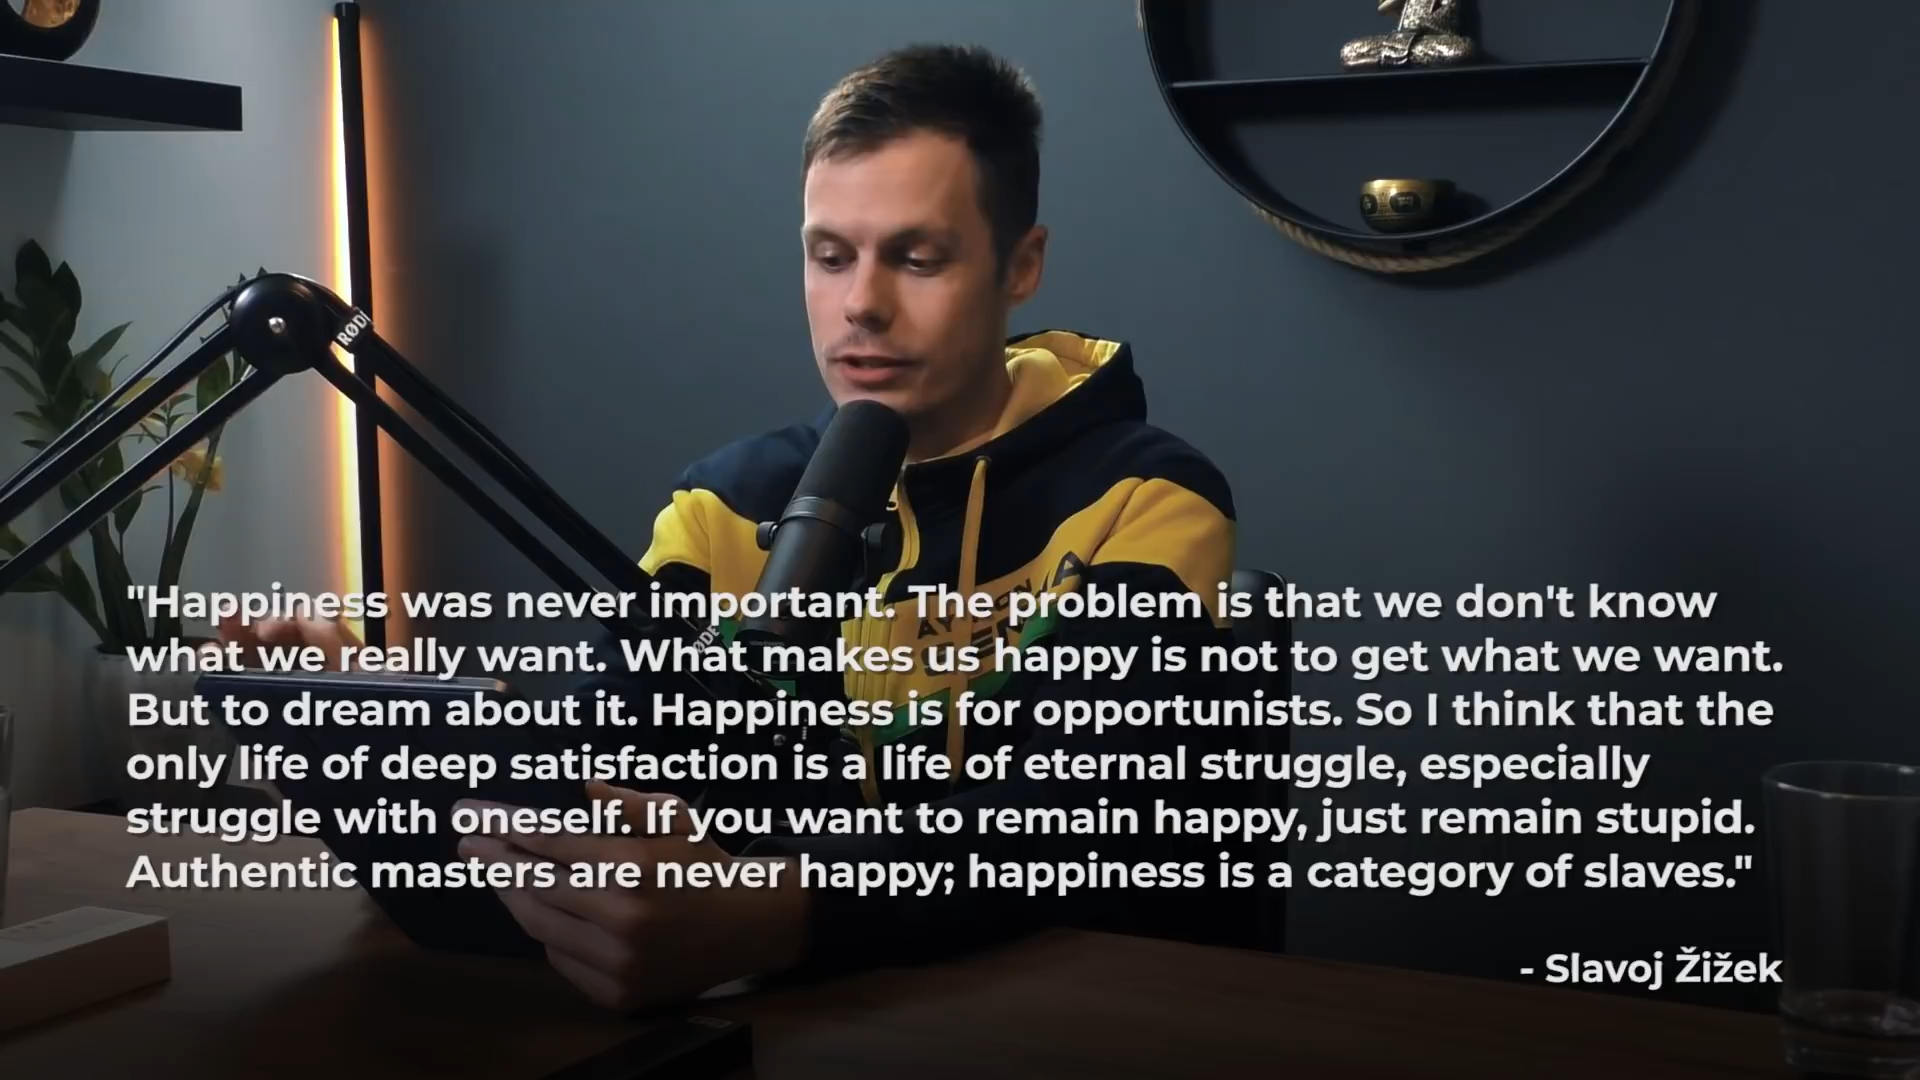 RØDE
"Happiness was never important. The problem is that we don't know
what we really want. What makes us happy is not to get what we want.
But to dream about it. Happiness is for opportunists. So I think that the
only life of deep satisfaction is a life of eternal struggle, especially
struggle with oneself. If you want to remain happy, just remain stupid.
Authentic masters are never happy; happiness is a category of slaves."
- Slavoj Žižek